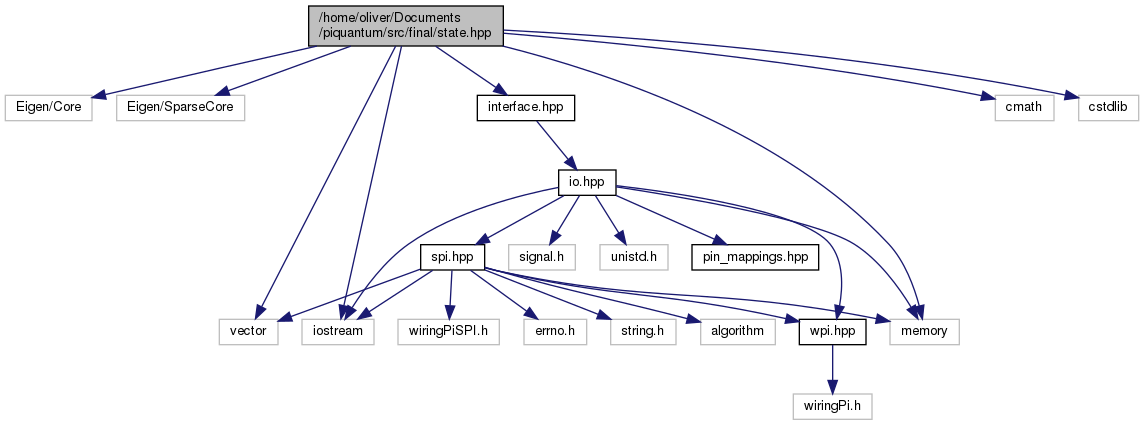 /home/oliver/Documents
/piquantum/src/final/state.hpp
Eigen/Core
Eigen/SparseCore
interface.hpp
cmath
cstdlib
io.hpp
spi.hpp
signal.h
unistd.h
pin_mappings.hpp
vector
iostream
wiringPiSPI.h
errno.h
string.h
algorithm
wpi.hpp
memory
wiringPi.h